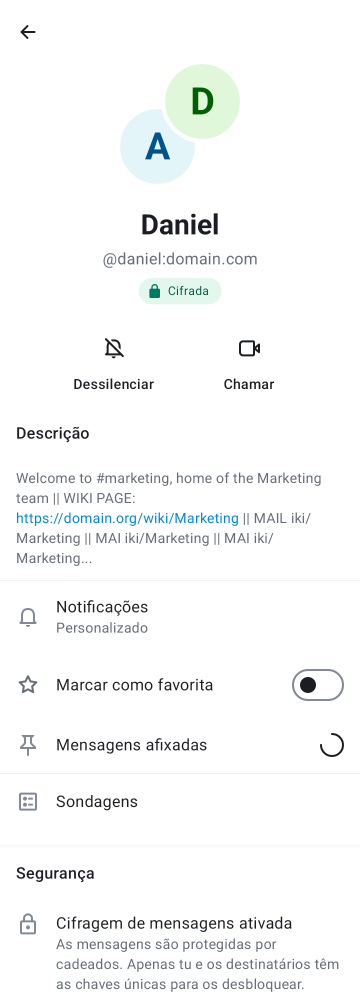 D
A
Daniel
@daniel:domain.com
Cifrada
Dessilenciar
Chamar
Descrição
Welcome to #marketing, home of the Marketing
team || WIKI PAGE:
https://domain.org/wiki/Marketing || MAIL iki/
Marketing || MAI iki/Marketing || MAI iki/
Marketing...
Notificações
Personalizado
Marcar como favorita
Mensagens afixadas
Sondagens
Segurança
Cifragem de mensagens ativada
As mensagens são protegidas por
cadeados. Apenas tu e os destinatários têm
as chaves únicas para os desbloquear.